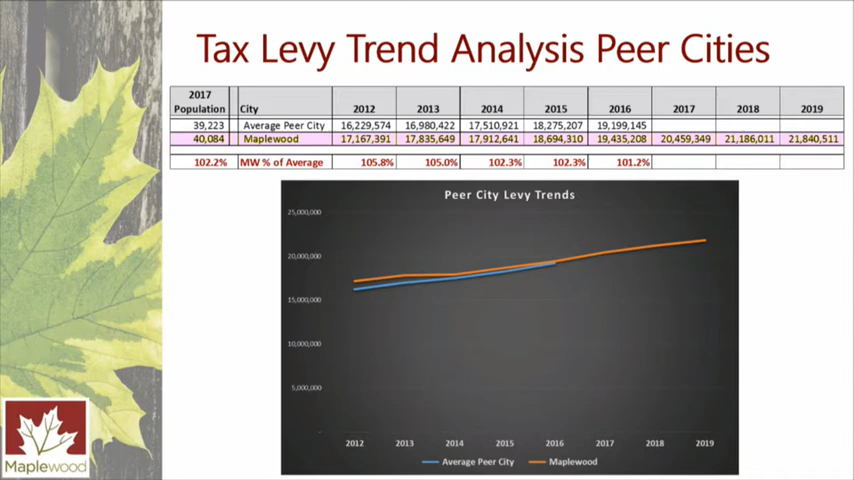 Tax Levy Trend Analysis Peer Cities
2017
Population City 2012 2013 2014 2015 2016 2017 2018 2019
39,223 Average Peer City 16,229,574 16,980,422 17,510,921 18,275,207 19,199,145
40,084 Maplewood 17,167,391 17,835,649 17,912,641 18,694,310 19,435,208 20,459,349 21,186,011 21,840,511
102.2% MW % of Average 105.8% 105.0% 102.3% 102.3% 101.2%
Peer City Levy Trends
25,000,000
20,000,000
15,000,000
10,000,000
5,000,000
-
2012 2013 2014 2015 2016 2017 2018 2019
Average Peer City Maplewood
Maplewood